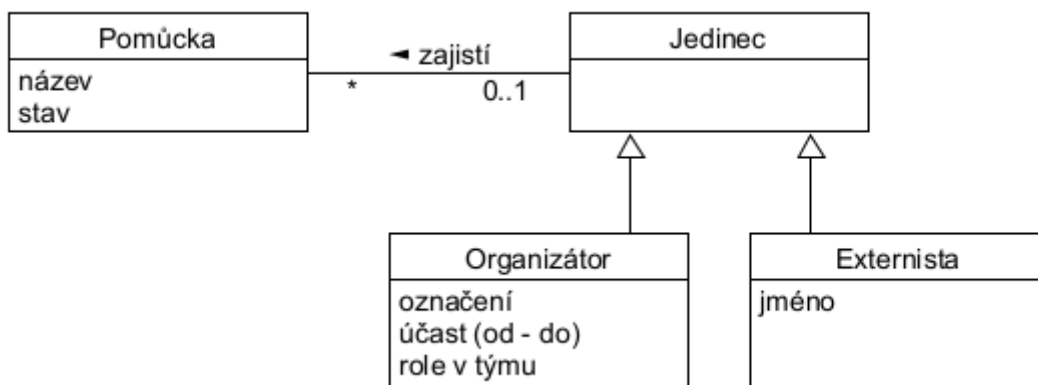 Pomůcka
název
stav
◄ zajistí
*
0..1
Jedinec
Organizátor
označení
účast (od - do)
role v týmu
Externista
jméno